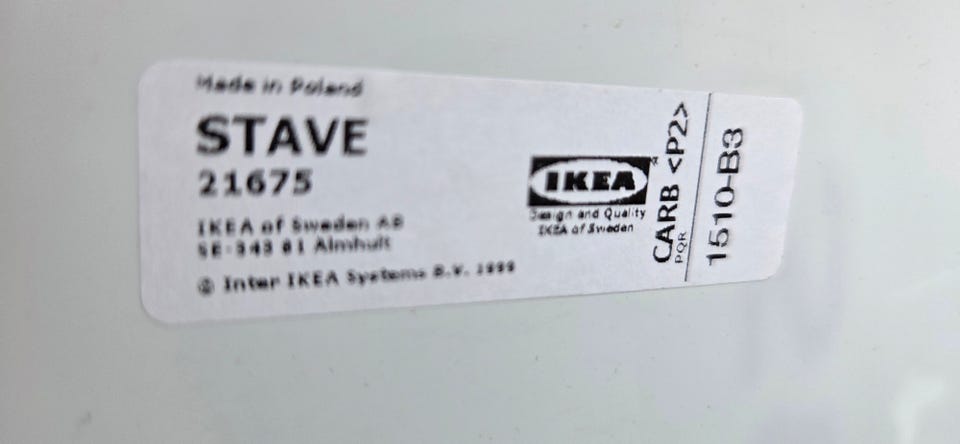 Made in Poland
STAVE
21675
IKEA of Sweden AB
SE-343 81 Älmhult
© Inter IKEA Systems B.V. 1999
IKEA®
Design and Quality
IKEA of Sweden
CARB <P2>
PQR
1510-B3